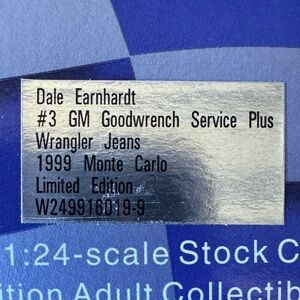 Dale Earnhardt
#3 GM Goodwrench Service Plus
Wrangler Jeans
1999 Monte Carlo
Limited Edition
W249916019-9
1:24-scale Stock C
ition Adult Collectib